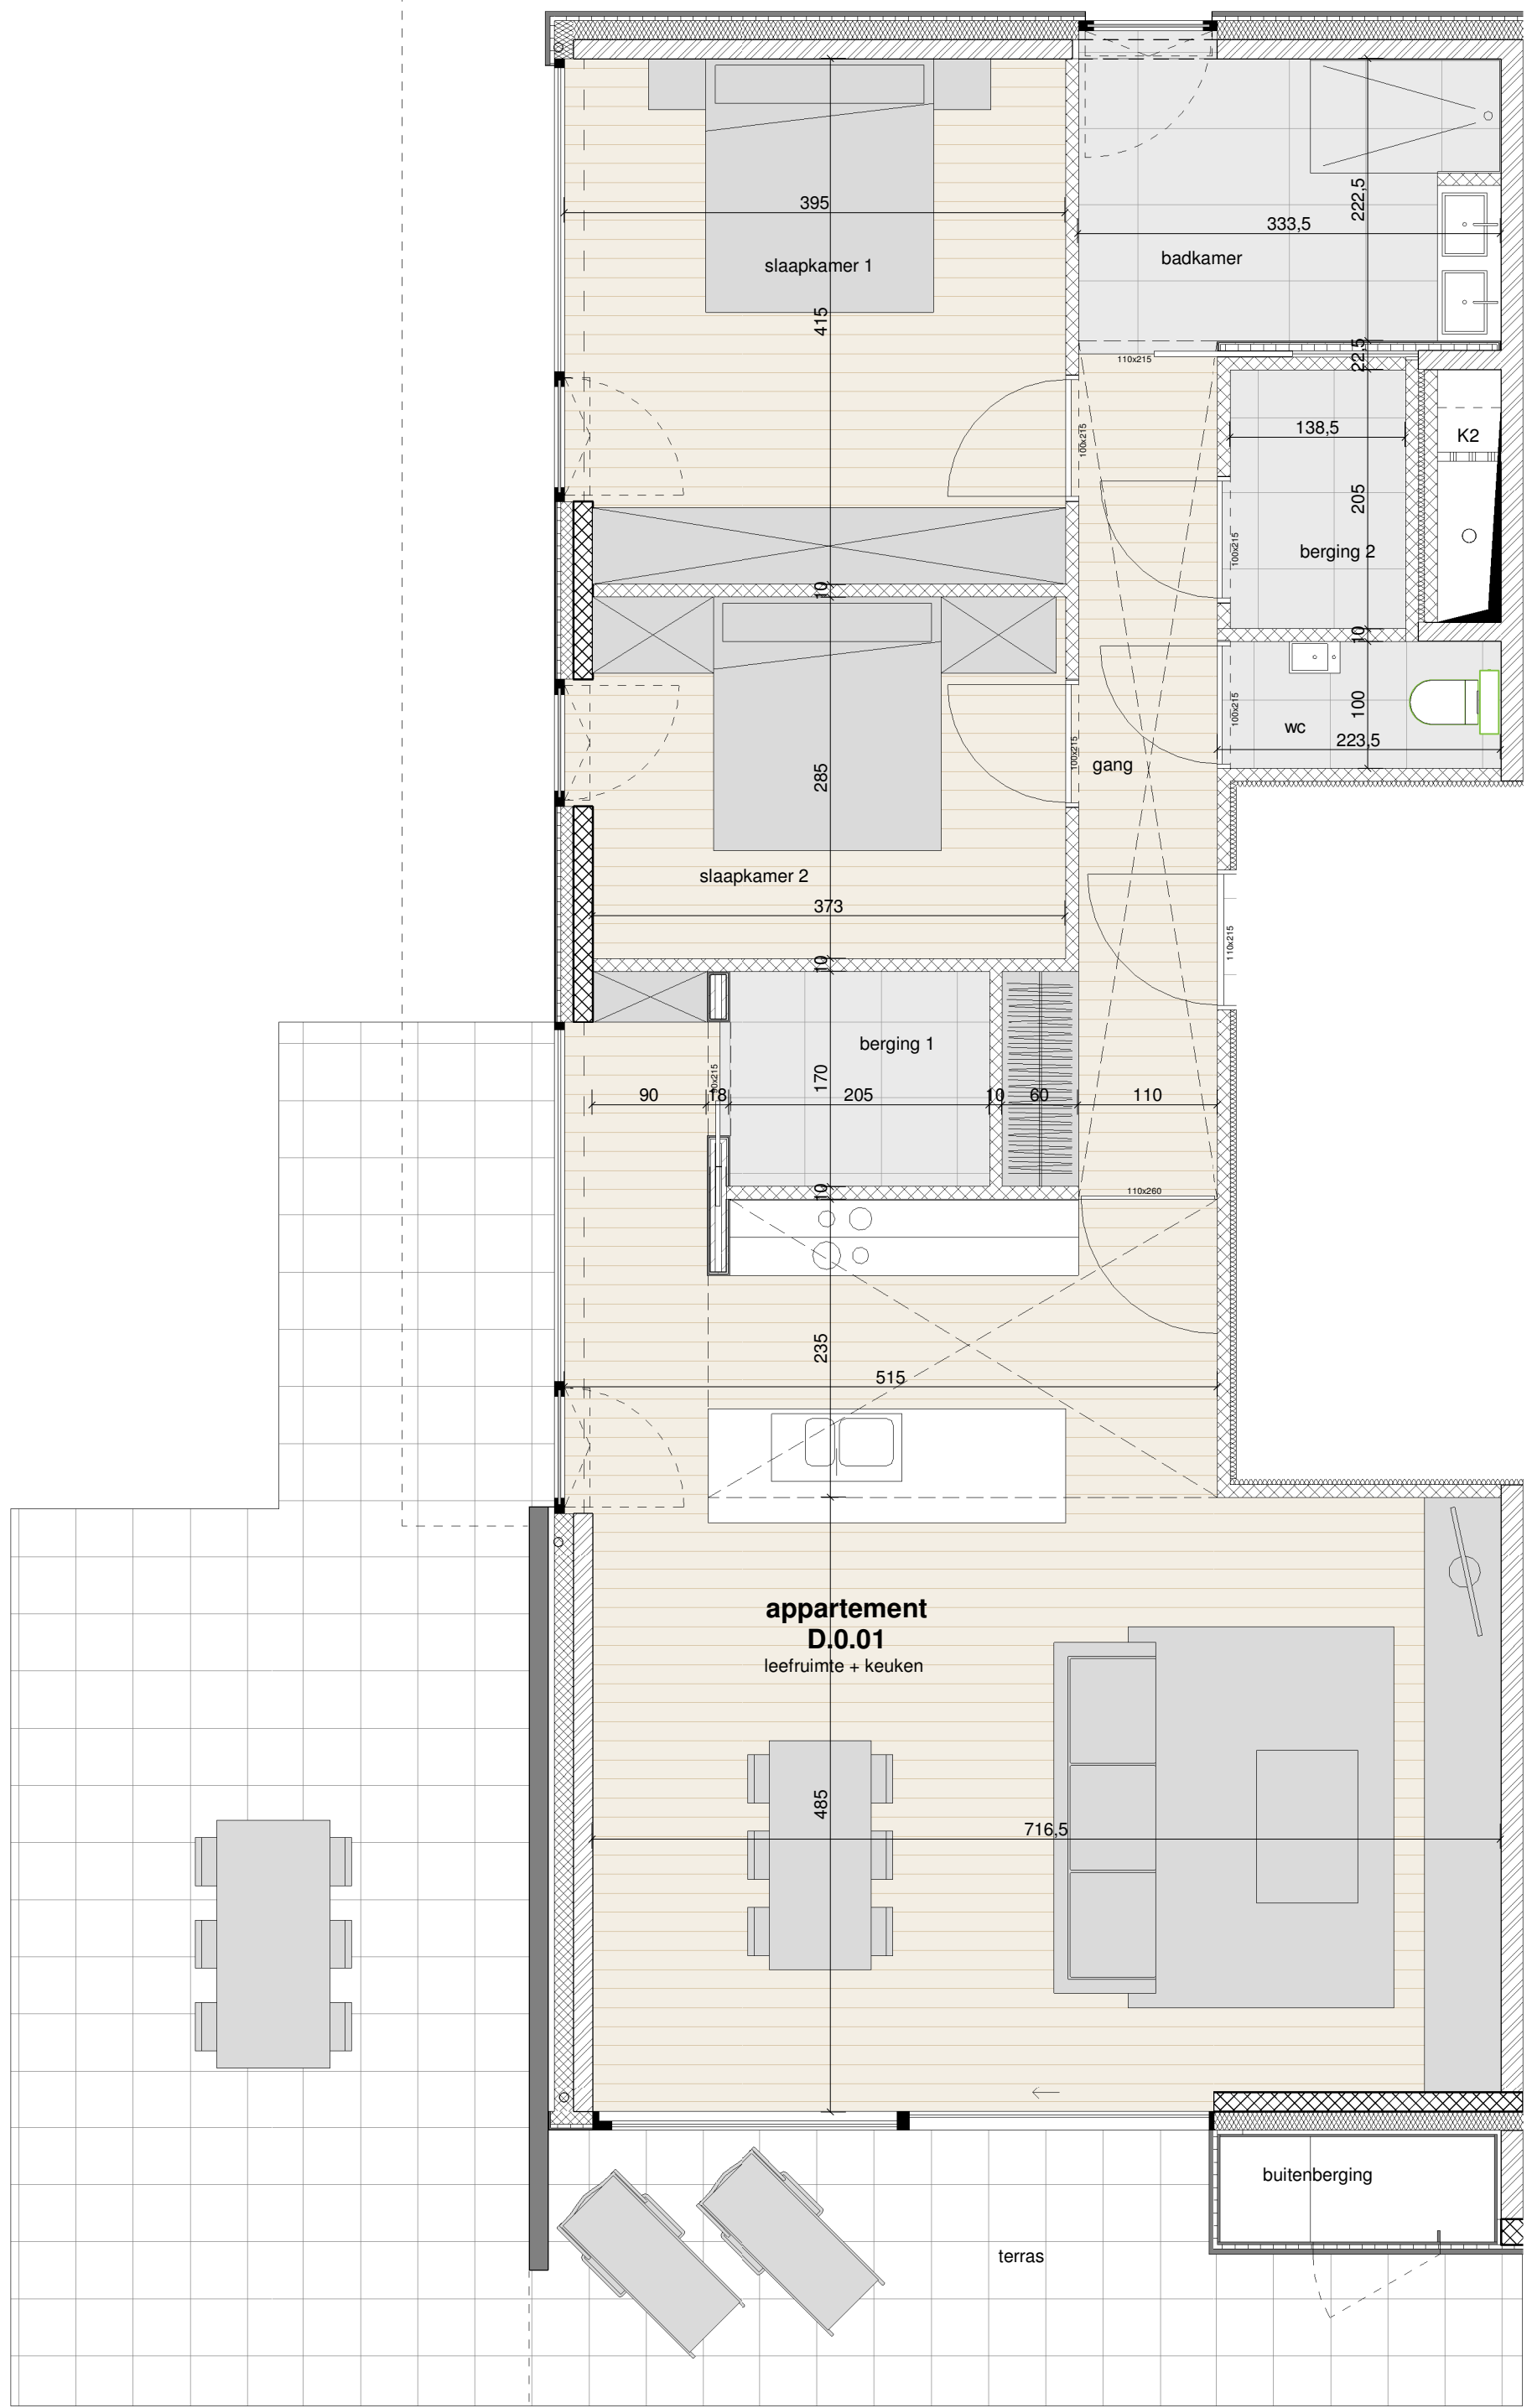 395
222,5
333,5
slaapkamer 1
badkamer
415
22,5
110x215
138,5
K2
100x215
205
100x215
berging 2
10
10
100
100x215
wc
223,5
100x215
gang
285
slaapkamer 2
373
110x215
10
berging 1
170
90
18
205
10
60
110
10
110x260
235
515
appartement
D.0.01
leefruimte + keuken
485
716,5
buitenberging
terras